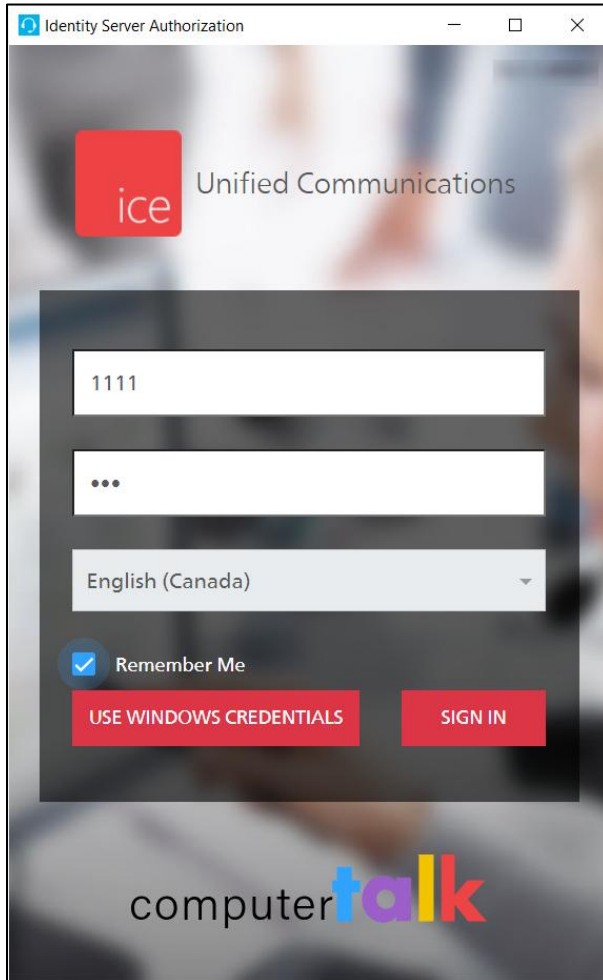 Identity Server Authorization
ice
Unified Communications
1111
•••
English (Canada)
Remember Me
USE WINDOWS CREDENTIALS
SIGN IN
computertalk